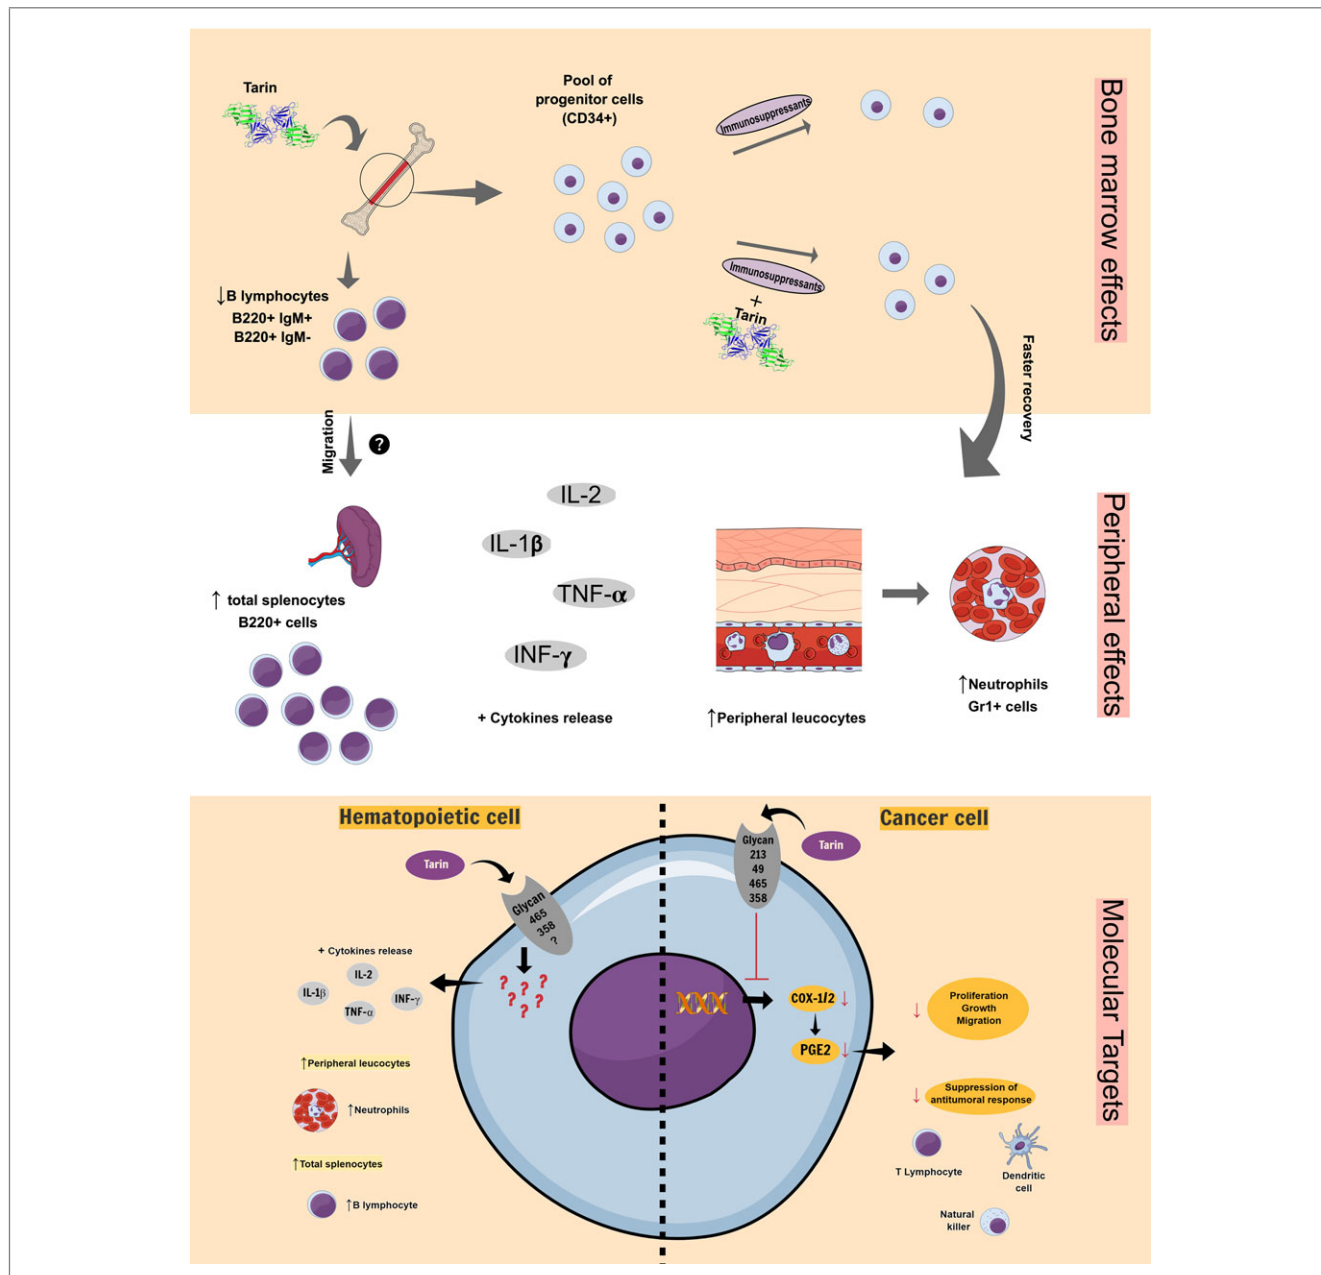 Tarin
Pool of
progenitor cells
(CD34+)
Immunosuppressants
Bone marrow effects
↓B lymphocytes
B220+ IgM+
B220+ IgM-
Immunosuppressants
+
Tarin
Faster recovery
Migration
?
IL-2
IL-1β
TNF-α
INF-γ
+ Cytokines release
↑ total splenocytes
B220+ cells
↑Peripheral leucocytes
↑Neutrophils
Gr1+ cells
Peripheral effects
Hematopoietic cell
Tarin
Glycan
465
358
?
? ? ? ? ? ? ?
+ Cytokines release
IL-2
IL-1β
INF-γ
TNF-α
↑Peripheral leucocytes
↑Neutrophils
↑Total splenocytes
↑B lymphocyte
Cancer cell
Tarin
Glycan
213
49
465
358
COX-1/2 ↓
PGE2 ↓
↓ Proliferation
Growth
Migration
↓ Suppression of
antitumoral response
T Lymphocyte
Dendritic
cell
Natural
killer
Molecular Targets